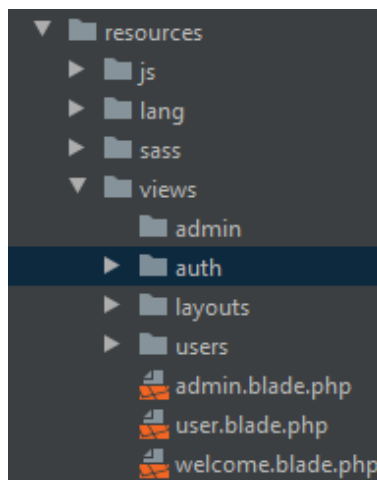 resources
js
lang
sass
views
admin
auth
layouts
users
admin.blade.php
user.blade.php
welcome.blade.php